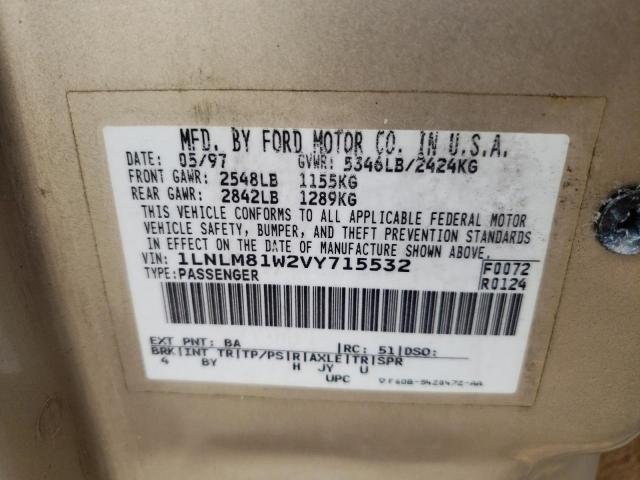 MFD. BY FORD MOTOR CO. IN U.S.A.
DATE: 05/97 GVWR: 5346LB/2424KG
FRONT GAWR: 2548LB 1155KG
REAR GAWR: 2842LB 1289KG
THIS VEHICLE CONFORMS TO ALL APPLICABLE FEDERAL MOTOR
VEHICLE SAFETY, BUMPER, AND THEFT PREVENTION STANDARDS
IN EFFECT ON THE DATE OF MANUFACTURE SHOWN ABOVE.
VIN: 1LNLM81W2VY715532 F0072
TYPE: PASSENGER R0124
EXT PNT: BA RC: 51 DSO:
BRK INT TR TP/PS R AXLE TR SPR
4 BY H JY U
UPC